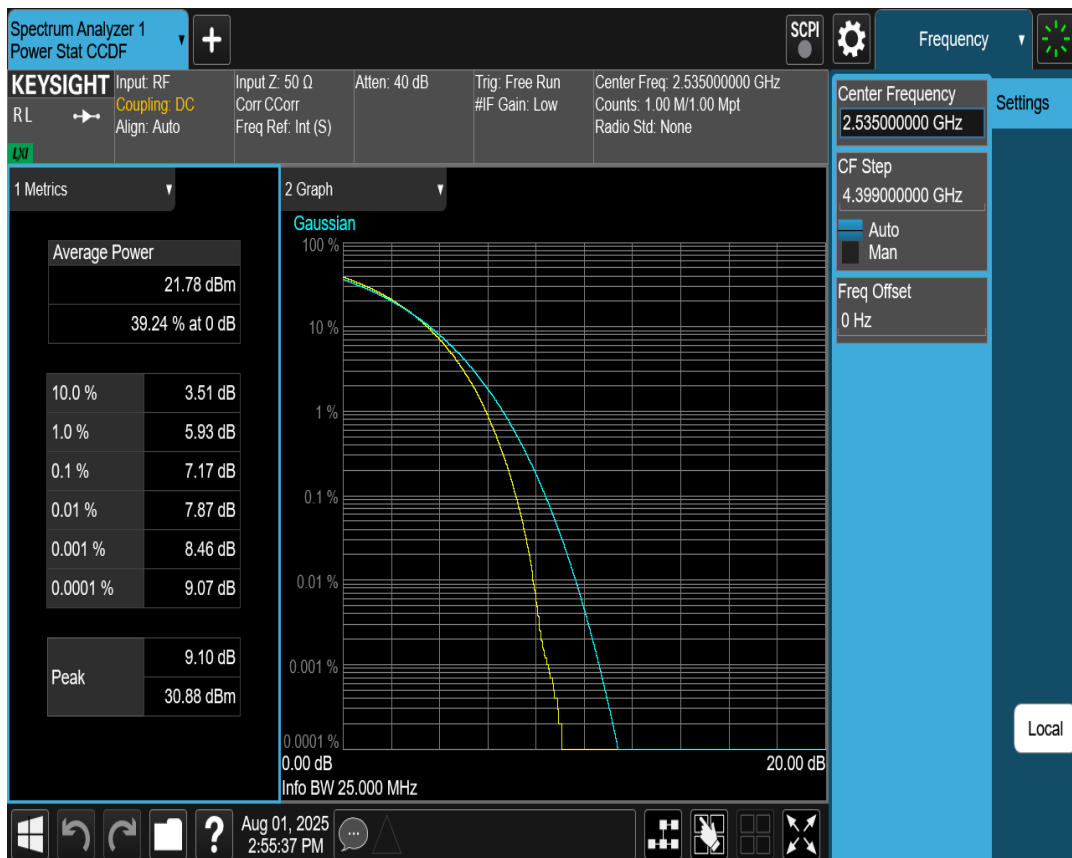 Spectrum Analyzer 1
Power Stat CCDF
SCPI
Frequency
KEYSIGHT
RL
LXI
Input: RF
Coupling: DC
Align: Auto
Input Z: 50 Ω
Corr CCorr
Freq Ref: Int (S)
Atten: 40 dB
Trig: Free Run
#IF Gain: Low
Center Freq: 2.535000000 GHz
Counts: 1.00 M/1.00 Mpt
Radio Std: None
Center Frequency
2.535000000 GHz
Settings
CF Step
4.399000000 GHz
Auto
Man
Freq Offset
0 Hz
Local
1 Metrics
Average Power
21.78 dBm
39.24 % at 0 dB
10.0 % 3.51 dB
1.0 % 5.93 dB
0.1 % 7.17 dB
0.01 % 7.87 dB
0.001 % 8.46 dB
0.0001 % 9.07 dB
Peak
9.10 dB
30.88 dBm
2 Graph
Gaussian
100 %
10 %
1 %
0.1 %
0.01 %
0.001 %
0.0001 %
0.00 dB 20.00 dB
Info BW 25.000 MHz
?
Aug 01, 2025
2:55:37 PM